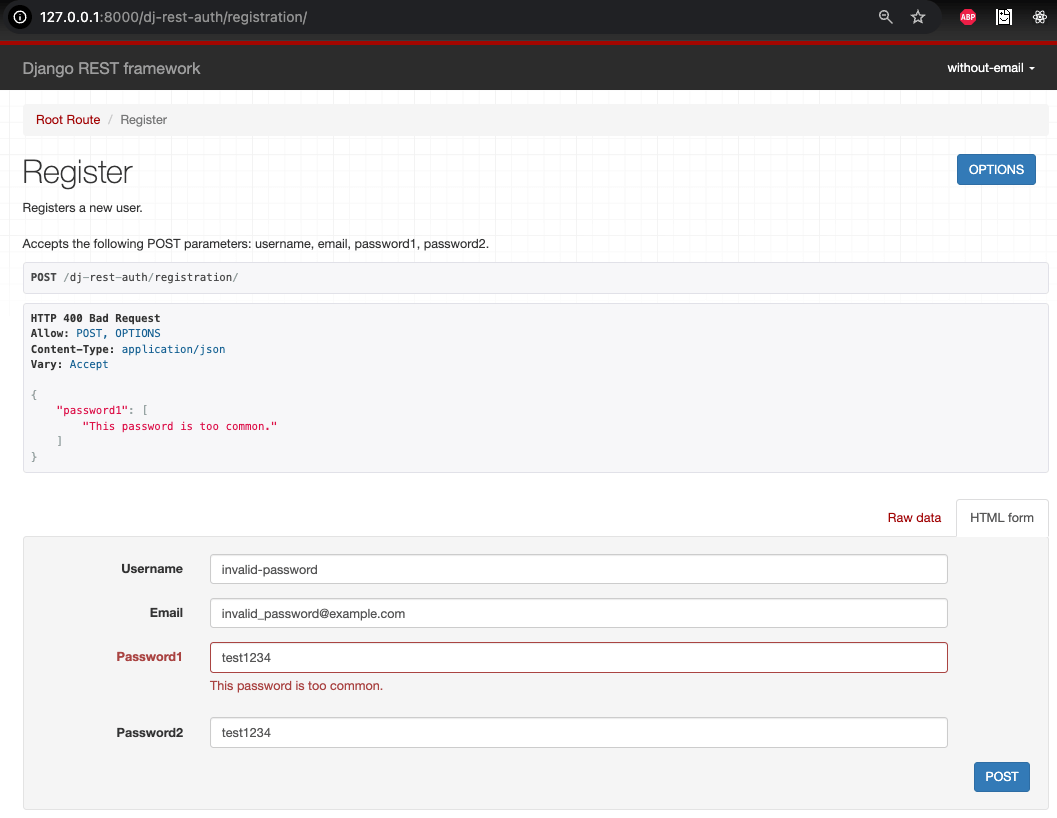 127.0.0.1:8000/dj-rest-auth/registration/
ABP
Django REST framework
without-email
Root Route / Register
Register
OPTIONS
Registers a new user.
Accepts the following POST parameters: username, email, password1, password2.
POST /dj-rest-auth/registration/
HTTP 400 Bad Request
Allow: POST, OPTIONS
Content-Type: application/json
Vary: Accept
{
    "password1": [
        "This password is too common."
    ]
}
Raw data
HTML form
Username
invalid-password
Email
invalid_password@example.com
Password1
test1234
This password is too common.
Password2
test1234
POST